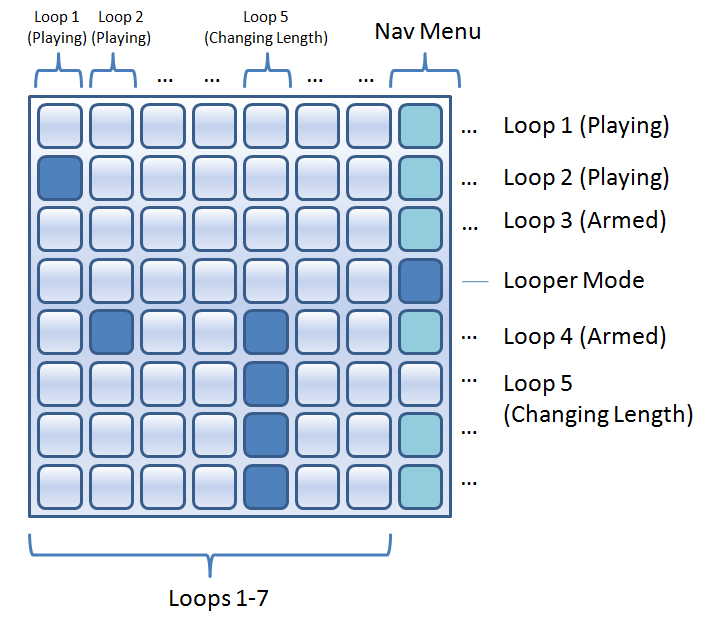 Loop 1
(Playing)
Loop 2
(Playing)
...
...
Loop 5
(Changing Length)
...
...
Nav Menu
... Loop 1 (Playing)
... Loop 2 (Playing)
... Loop 3 (Armed)
Looper Mode
... Loop 4 (Armed)
... Loop 5
(Changing Length)
...
...
Loops 1-7